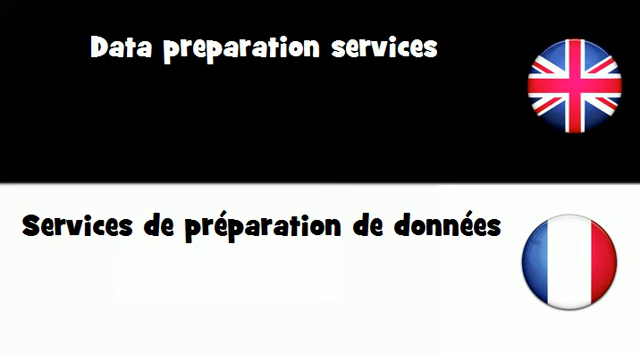 Data preparation services
Services de préparation de données